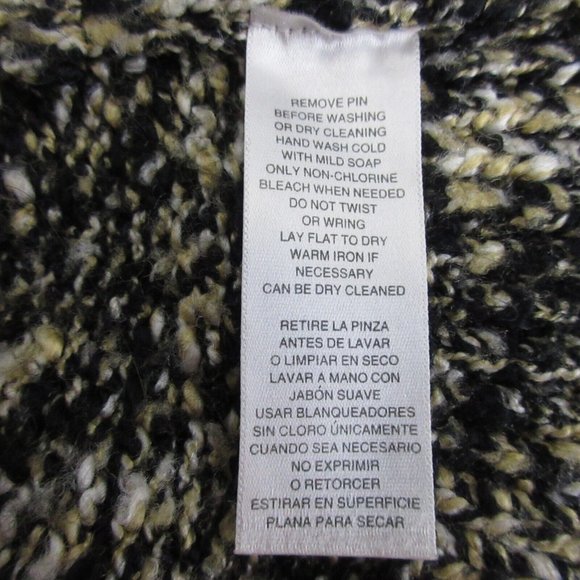 REMOVE PIN
BEFORE WASHING
OR DRY CLEANING
HAND WASH COLD
WITH MILD SOAP
ONLY NON-CHLORINE
BLEACH WHEN NEEDED
DO NOT TWIST
OR WRING
LAY FLAT TO DRY
WARM IRON IF
NECESSARY
CAN BE DRY CLEANED
RETIRE LA PINZA
ANTES DE LAVAR
O LIMPIAR EN SECO
LAVAR A MANO CON
JABÓN SUAVE
USAR BLANQUEADORES
SIN CLORO ÚNICAMENTE
CUANDO SEA NECESARIO
NO EXPRIMIR
O RETORCER
ESTIRAR EN SUPERFICIE
PLANA PARA SECAR